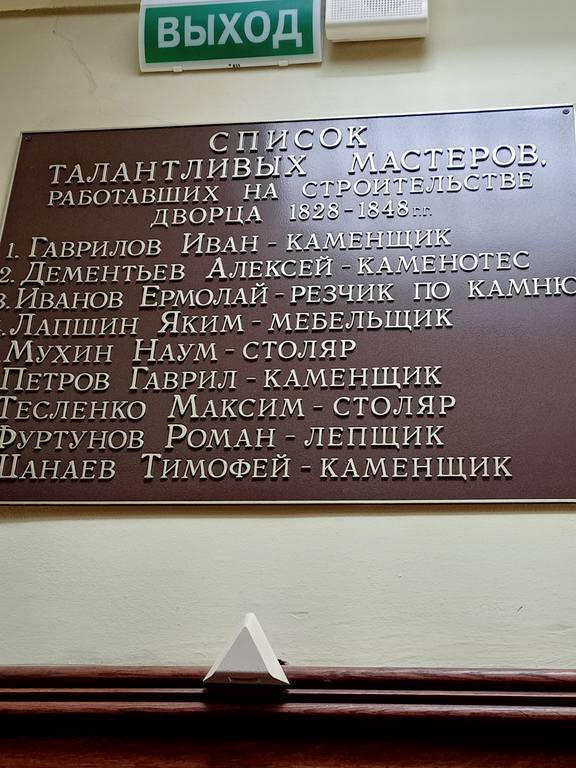 ВЫХОД
СПИСОК
ТАЛАНТЛИВЫХ МАСТЕРОВ,
РАБОТАВШИХ НА СТРОИТЕЛЬСТВЕ
ДВОРЦА 1828-1848гг.
1. ГАВРИЛОВ ИВАН - КАМЕНЩИК
2. ДЕМЕНТЬЕВ АЛЕКСЕЙ - КАМЕНОТЕС
3. ИВАНОВ ЕРМОЛАЙ - РЕЗЧИК ПО КАМНЮ
. ЛАПШИН ЯКИМ - МЕБЕЛЬЩИК
МУХИН НАУМ - СТОЛЯР
ПЕТРОВ ГАВРИЛ - КАМЕНЩИК
ТЕСЛЕНКО МАКСИМ - СТОЛЯР
ФУРТУНОВ РОМАН - ЛЕПЩИК
ШАНАЕВ ТИМОФЕЙ - КАМЕНЩИК